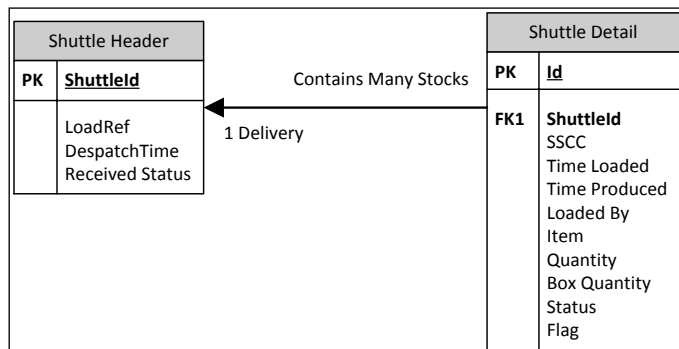 Shuttle Header
PK ShuttleId
LoadRef
DespatchTime
Received Status
Contains Many Stocks
1 Delivery
Shuttle Detail
PK Id
FK1 ShuttleId
SSCC
Time Loaded
Time Produced
Loaded By
Item
Quantity
Box Quantity
Status
Flag